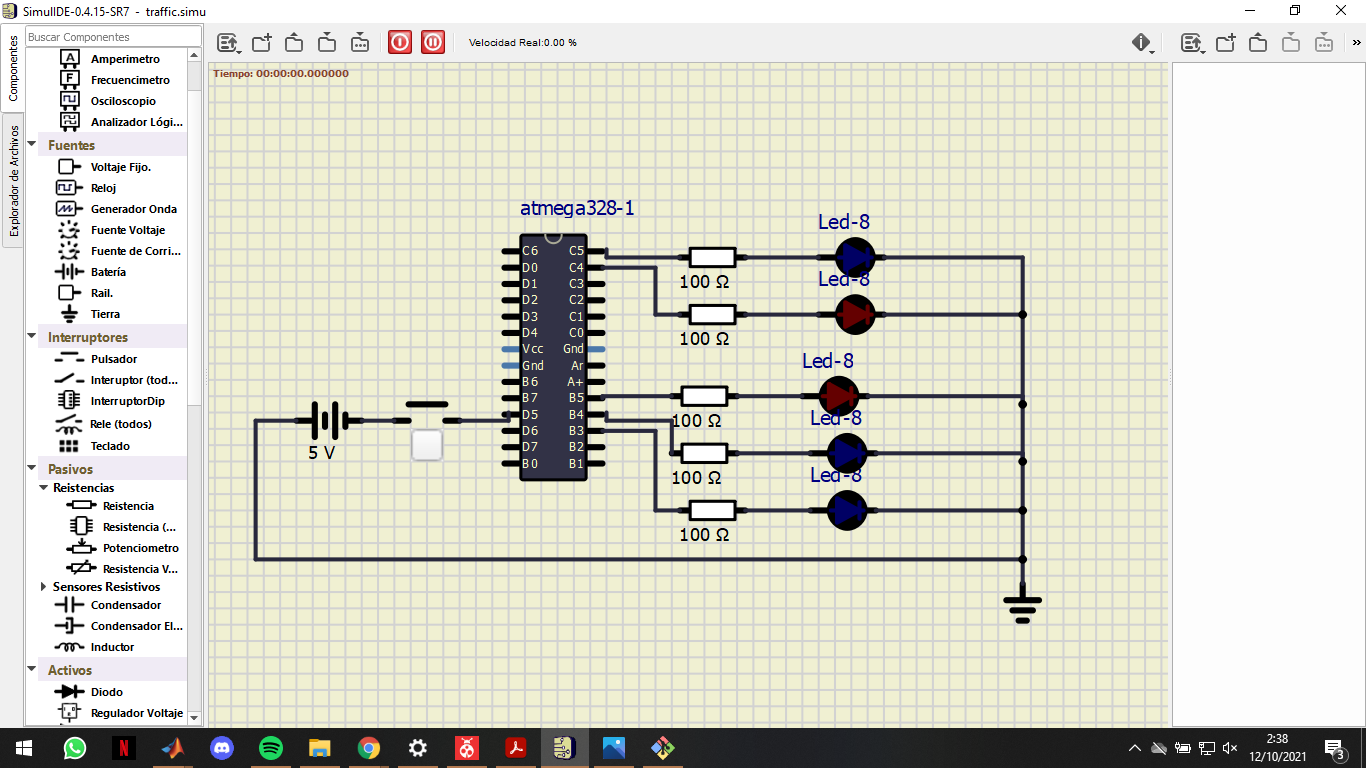 SimulIDE-0.4.15-SR7 - traffic.simu
Componentes
Explorador de Archivos
Buscar Componentes
Amperimetro
Frecuencimetro
Osciloscopio
Analizador Lógi...
Fuentes
Voltaje Fijo.
Reloj
Generador Onda
Fuente Voltaje
Fuente de Corri...
Batería
Rail.
Tierra
Interruptores
Pulsador
Interuptor (tod...
InterruptorDip
Rele (todos)
Teclado
Pasivos
Reistencias
Reistencia
Resistencia (...
Potenciometro
Resistencia V...
Sensores Resistivos
Condensador
Condensador El...
Inductor
Activos
Diodo
Regulador Voltaje
Velocidad Real:0.00 %
»
Tiempo: 00:00:00.000000
atmega328-1
C6 C5
D0 C4
D1 C3
D2 C2
D3 C1
D4 C0
Vcc Gnd
Gnd Ar
B6 A+
B7 B5
D5 B4
D6 B3
D7 B2
B0 B1
5 V
Led-8
100 Ω
Led-8
100 Ω
Led-8
100 Ω
Led-8
100 Ω
Led-8
100 Ω
2:38
12/10/2021
3